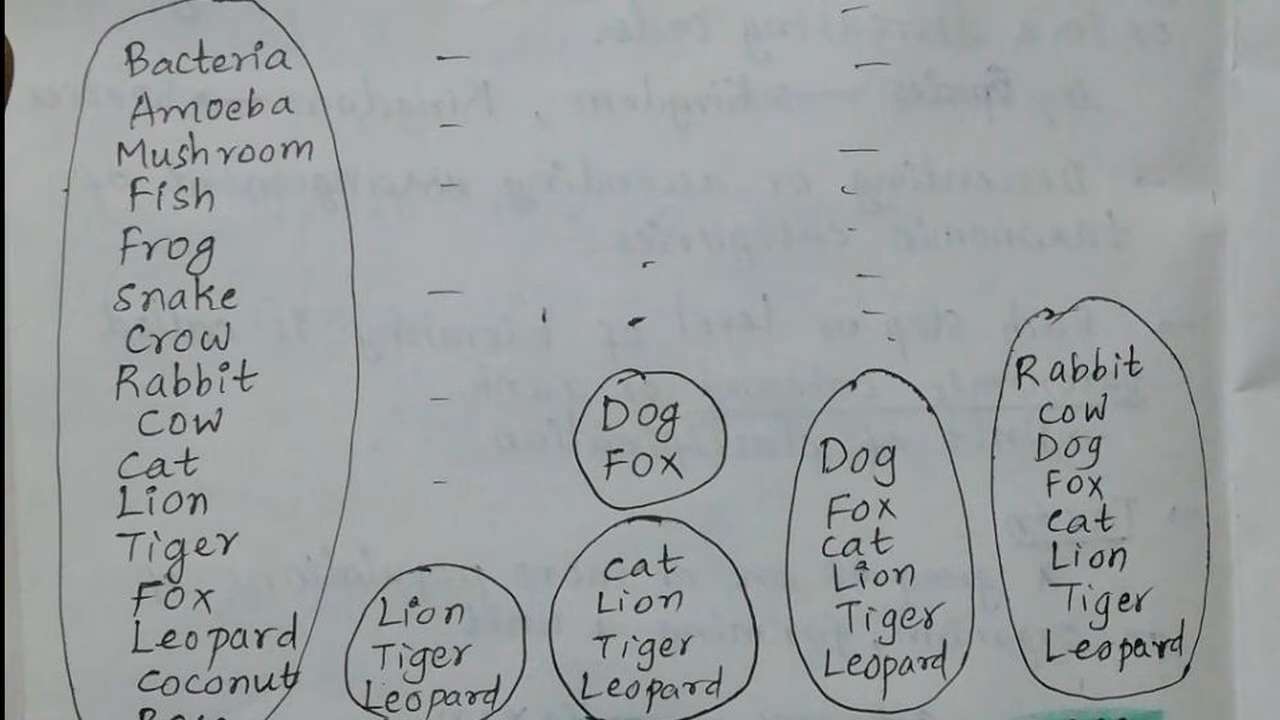 Bacteria
Amoeba
Mushroom
Fish
Frog
Snake
Crow
Rabbit
Cow
Cat
Lion
Tiger
Fox
Leopard
Coconut
Lion
Tiger
Leopard
Dog
Fox
Cat
Lion
Tiger
Leopard
Dog
Fox
Cat
Lion
Tiger
Leopard
Rabbit
Cow
Dog
Fox
Cat
Lion
Tiger
Leopard